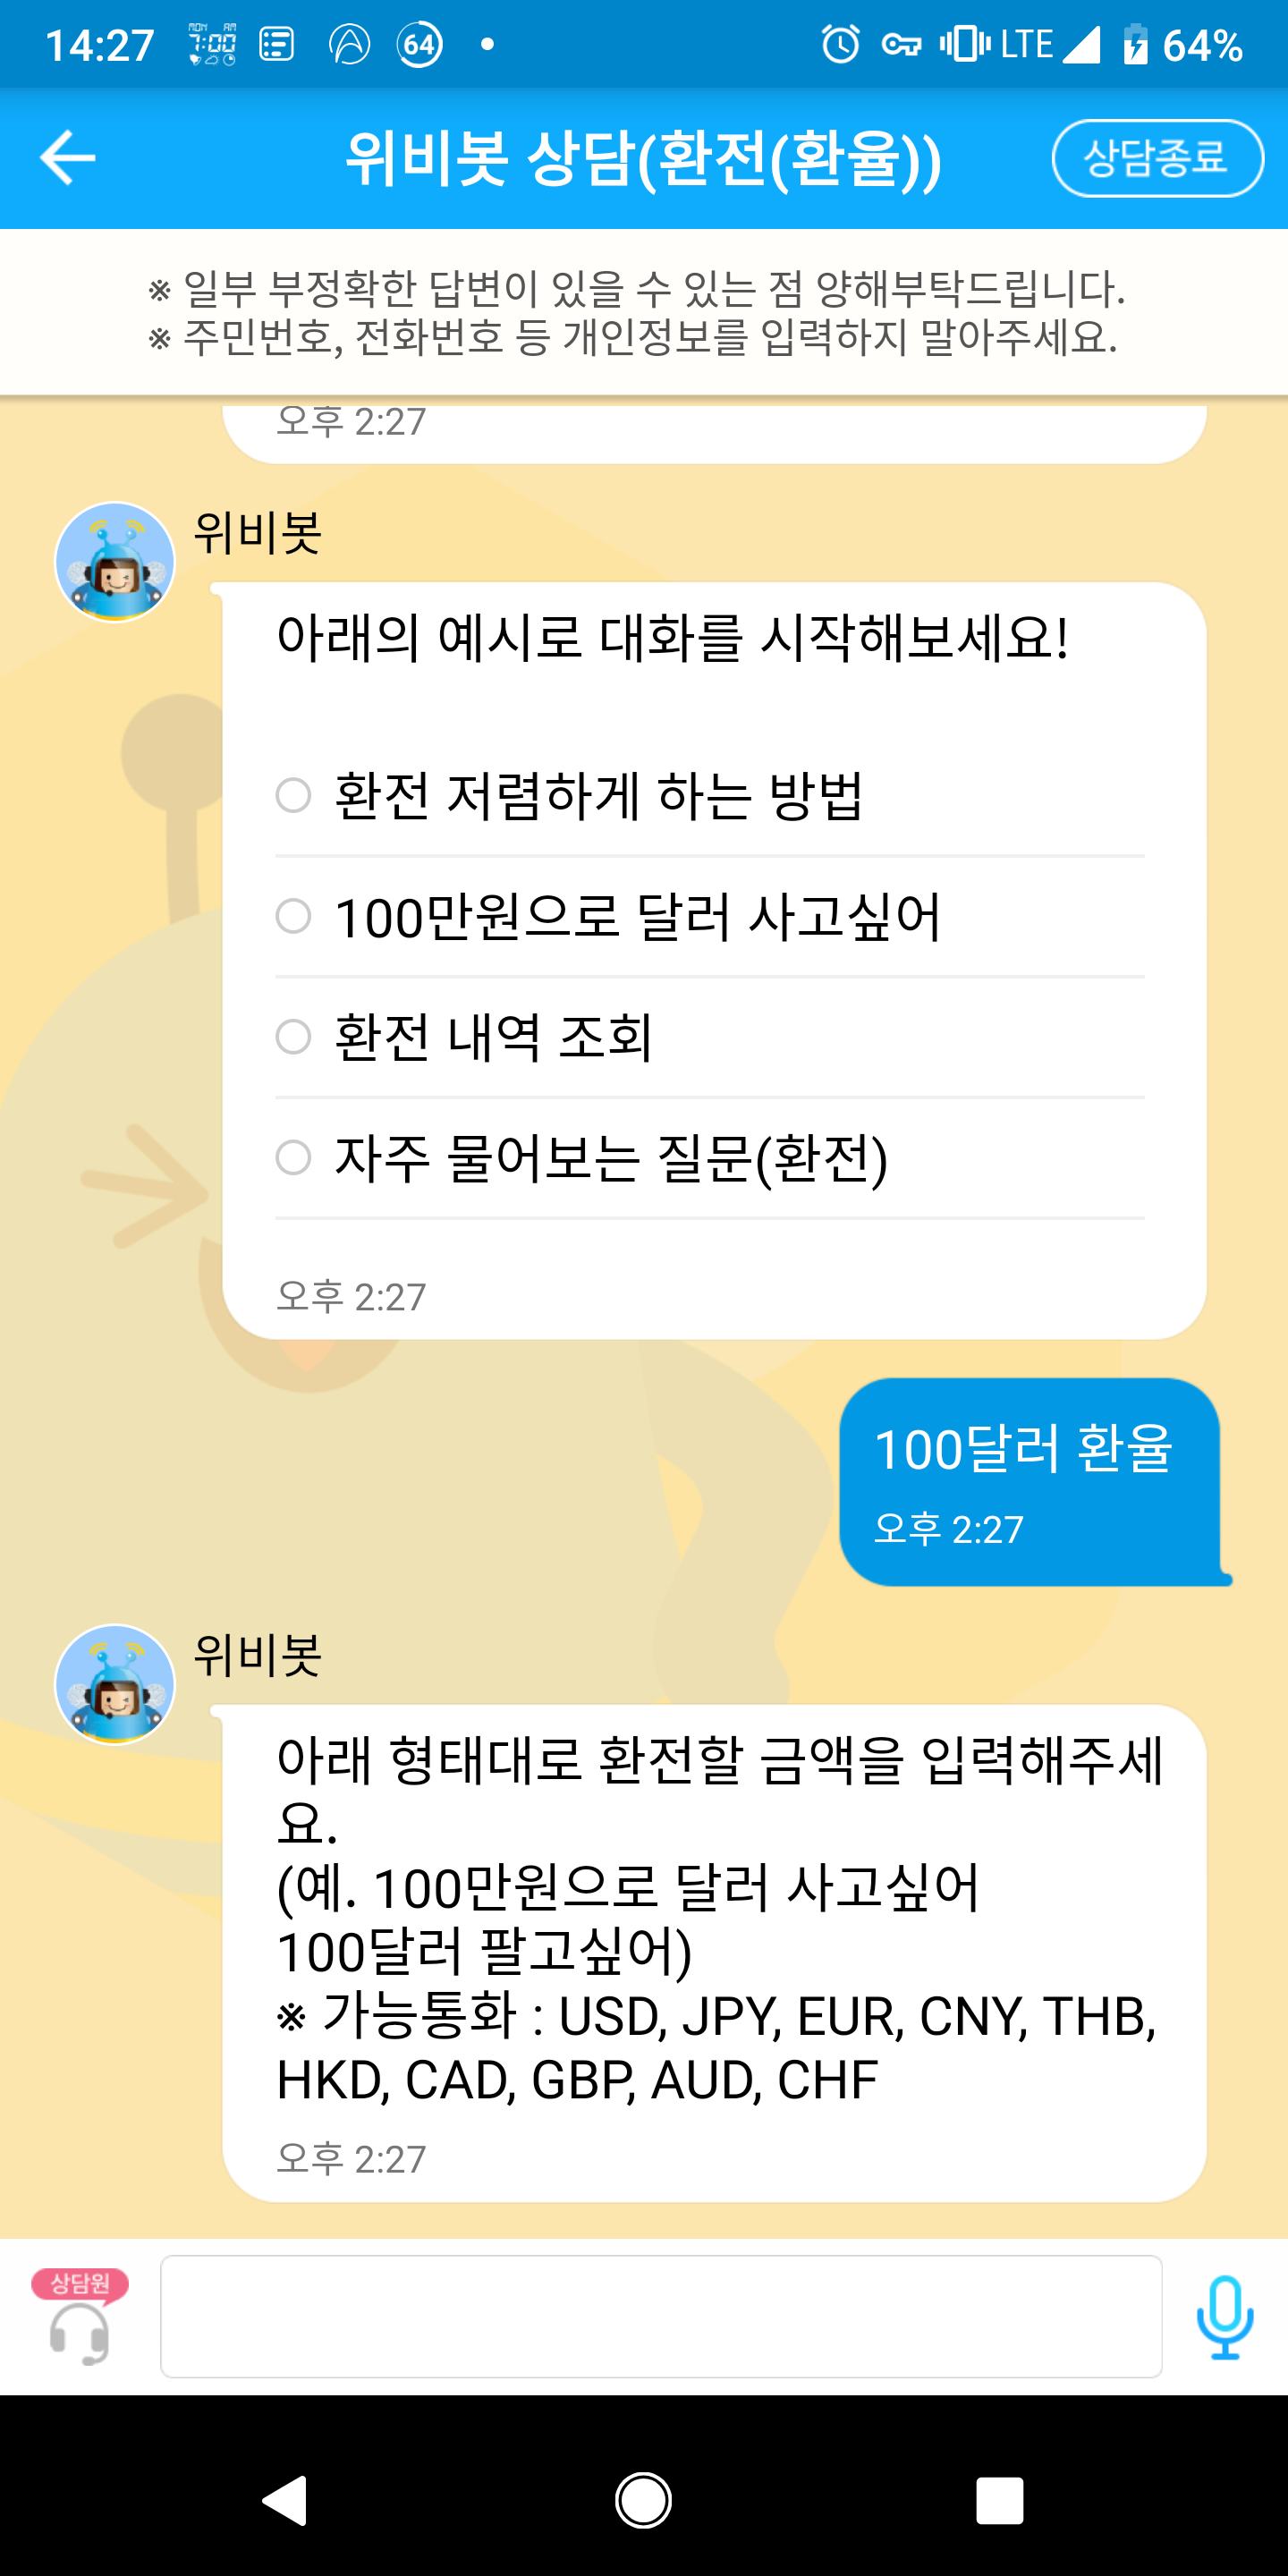 14:27
MON AM
7:00
64
LTE
64%
위비봇 상담(환전(환율))
상담종료
※ 일부 부정확한 답변이 있을 수 있는 점 양해부탁드립니다.
※ 주민번호, 전화번호 등 개인정보를 입력하지 말아주세요.
오후 2:27
위비봇
아래의 예시로 대화를 시작해보세요!
환전 저렴하게 하는 방법
100만원으로 달러 사고싶어
환전 내역 조회
자주 물어보는 질문(환전)
오후 2:27
100달러 환율
오후 2:27
위비봇
아래 형태대로 환전할 금액을 입력해주세
요.
(예. 100만원으로 달러 사고싶어
100달러 팔고싶어)
※ 가능통화 : USD, JPY, EUR, CNY, THB,
HKD, CAD, GBP, AUD, CHF
오후 2:27
상담원